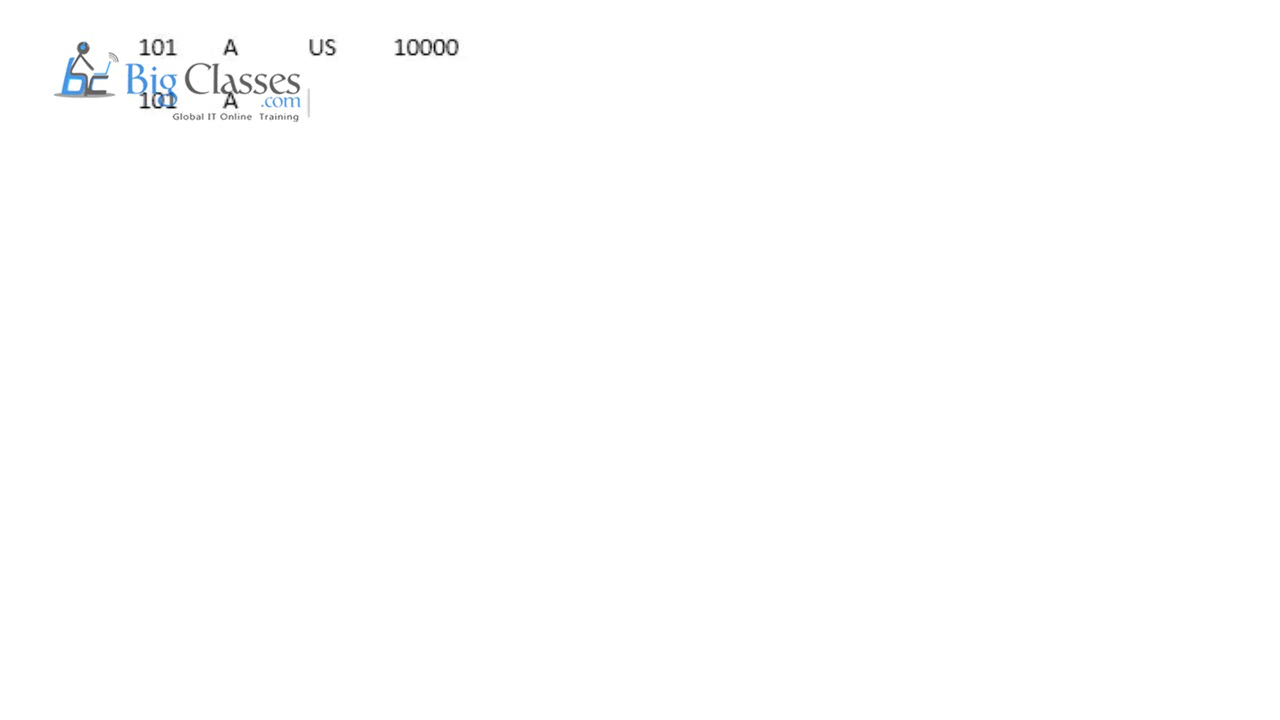 101 A US 10000
Big Classes
101 A .com
Global IT Online Training